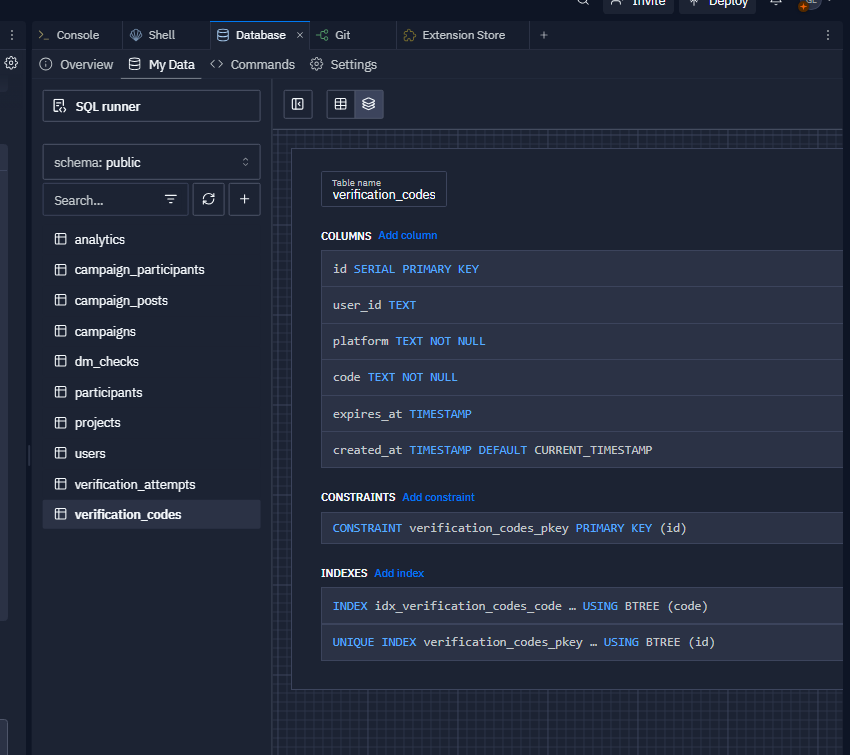 Invite
Deploy
Console
Shell
Database
Git
Extension Store
Overview
My Data
Commands
Settings
SQL runner
schema: public
Search...
analytics
campaign_participants
campaign_posts
campaigns
dm_checks
participants
projects
users
verification_attempts
verification_codes
Table name
verification_codes
COLUMNS Add column
id SERIAL PRIMARY KEY
user_id TEXT
platform TEXT NOT NULL
code TEXT NOT NULL
expires_at TIMESTAMP
created_at TIMESTAMP DEFAULT CURRENT_TIMESTAMP
CONSTRAINTS Add constraint
CONSTRAINT verification_codes_pkey PRIMARY KEY (id)
INDEXES Add index
INDEX idx_verification_codes_code … USING BTREE (code)
UNIQUE INDEX verification_codes_pkey … USING BTREE (id)